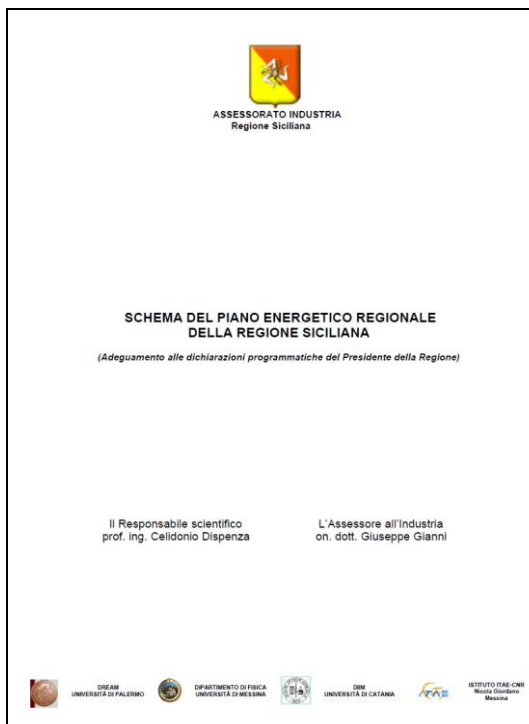 ASSESSORATO INDUSTRIA
Regione Siciliana
SCHEMA DEL PIANO ENERGETICO REGIONALE
DELLA REGIONE SICILIANA
(Adeguamento alle dichiarazioni programmatiche del Presidente della Regione)
Il Responsabile scientifico
prof. ing. Celidonio Dispenza
L'Assessore all'Industria
on. dott. Giuseppe Gianni
DREAM
UNIVERSITÀ DI PALERMO
DIPARTIMENTO DI FISICA
UNIVERSITÀ DI MESSINA
DIIM
UNIVERSITÀ DI CATANIA
ITAE
ISTITUTO ITAE-CNR
Nicola Giordano
Messina